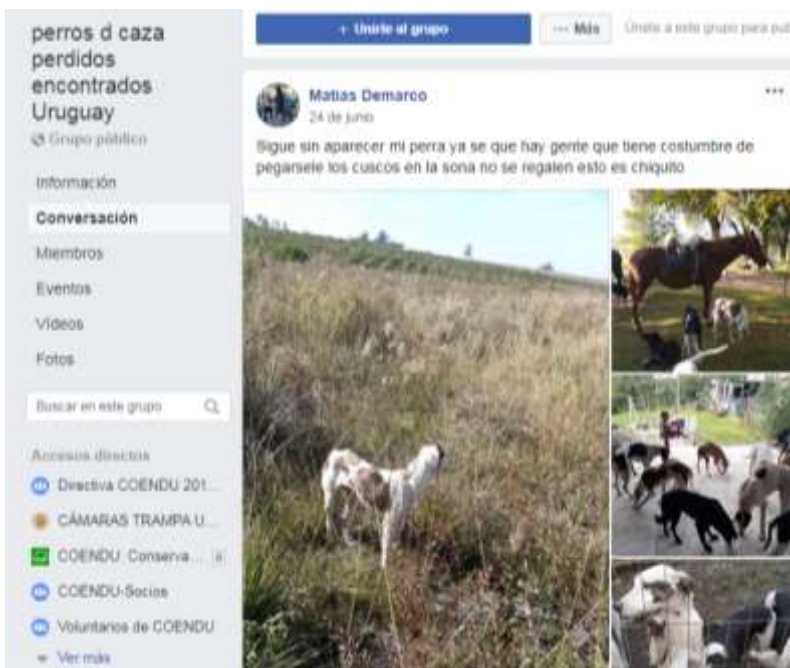 perros d caza
perdidos
encontrados
Uruguay
Grupo público
Información
Conversación
Miembros
Eventos
Vídeos
Fotos
Buscar en este grupo
Accesos directos
Directiva COENDU 201...
CÁMARAS TRAMPA U...
COENDU Conserva...
COENDU-Socios
Voluntarios de COENDU
Ver más
+ Unirte al grupo
Más
Únete a este grupo para pub
Matias Demarco
24 de junio
Sigue sin aparecer mi perra ya se que hay gente que tiene costumbre de
pegarsele los cuscos en la sona no se regalen esto es chiquito